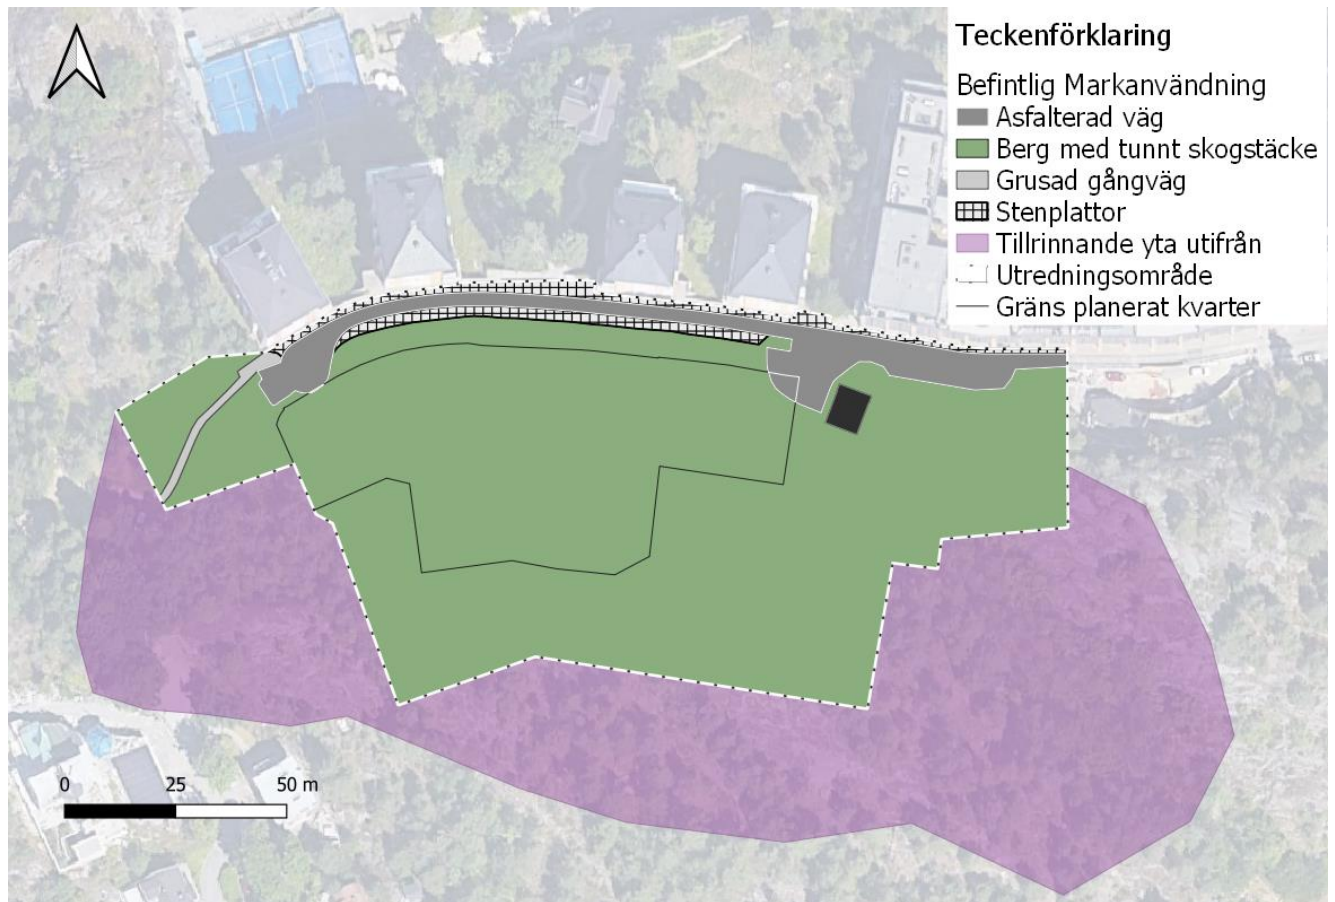 Teckenförklaring
Befintlig Markanvändning
Asfalterad väg
Berg med tunnt skogstäcke
Grusad gångväg
Stenplattor
Tillrinnande yta utifrån
Utredningsområde
Gräns planerat kvarter
0 25 50 m